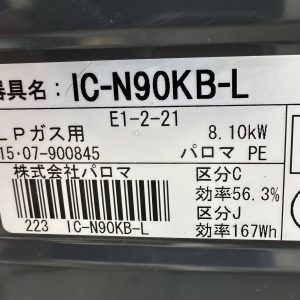 器具名：IC-N90KB-L
E1-2-21
LPガス用 8.10kW
15・07-900845 パロマ PE
株式会社パロマ
区分C
効率56.3%
区分J
効率167Wh
223 IC-N90KB-L